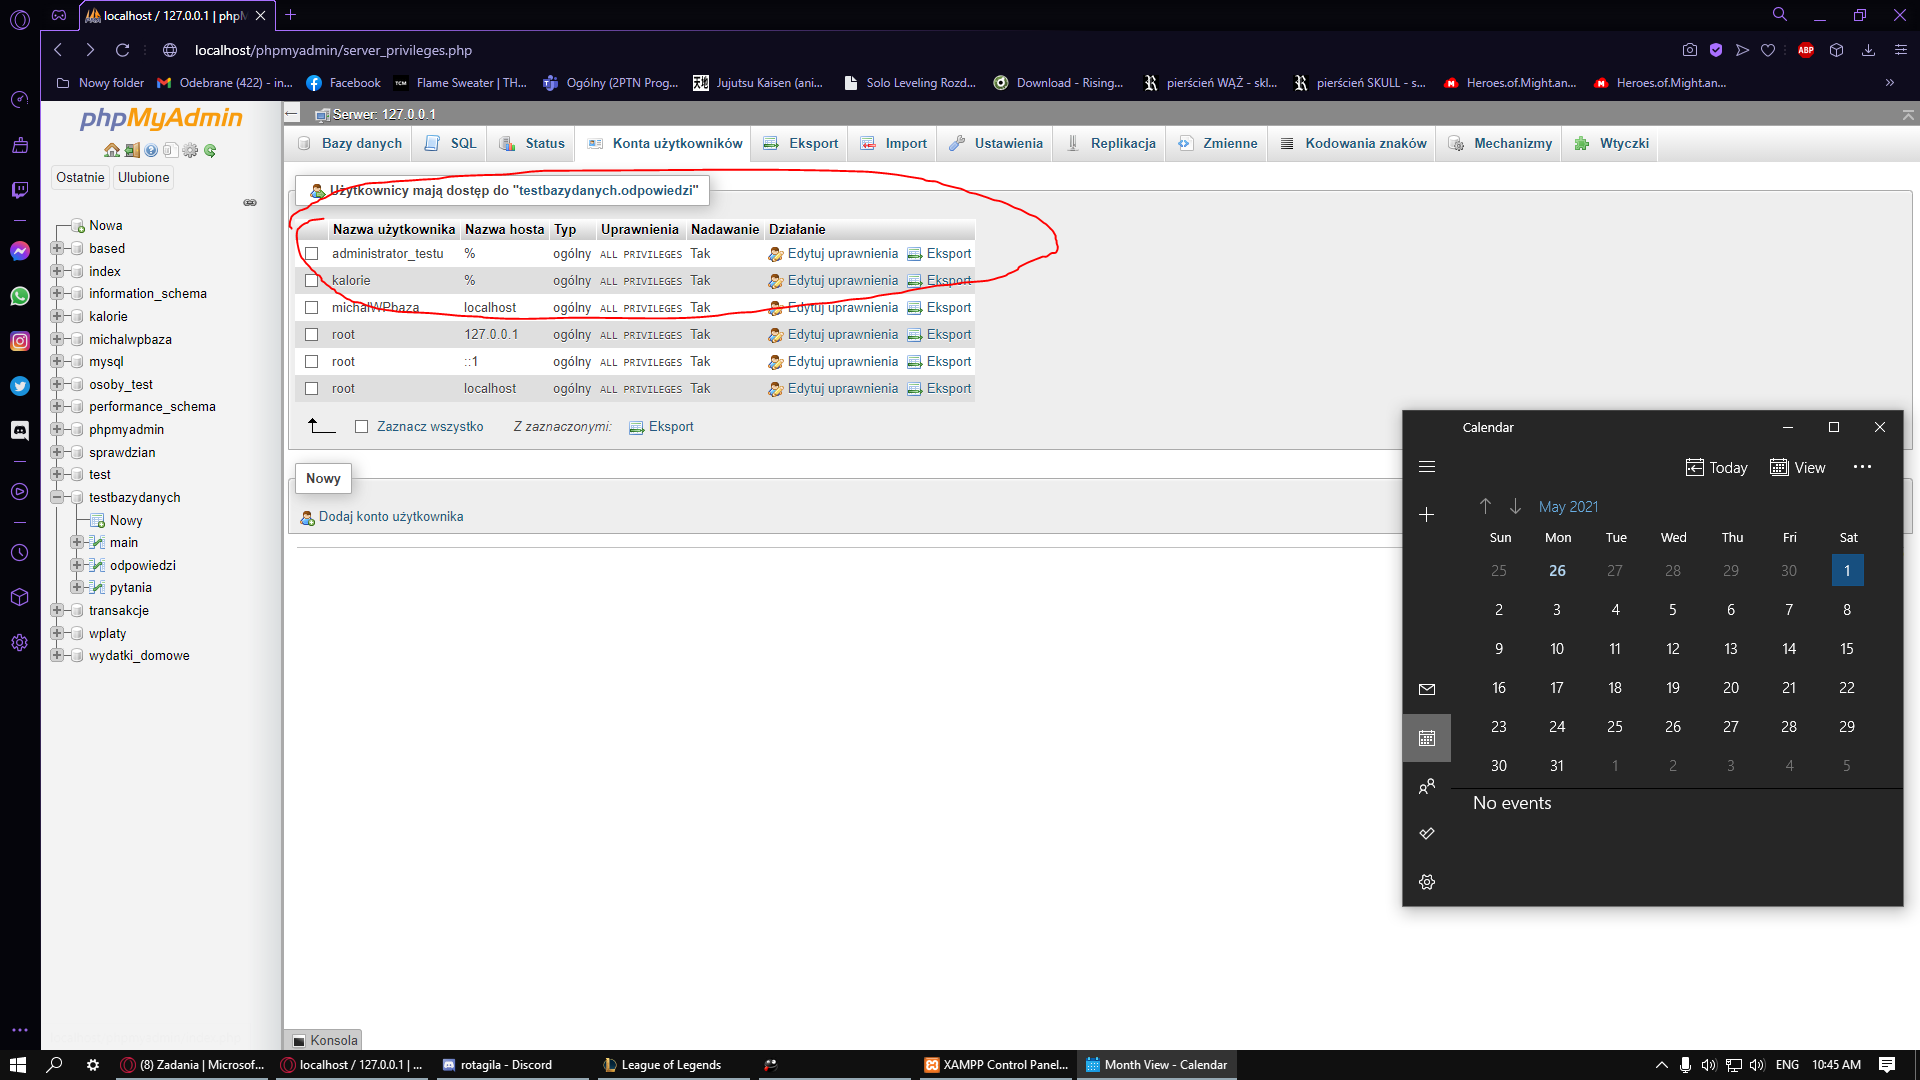 localhost / 127.0.0.1 | phpM
localhost/phpmyadmin/server_privileges.php
ABP
Nowy folder
Odebrane (422) - in...
Facebook
TCM
Flame Sweater | TH...
Ogólny (2PTN Prog...
Jujutsu Kaisen (ani...
Solo Leveling Rozd...
Download - Rising...
pierścień WĄŻ - skl...
pierścień SKULL - s...
Heroes.of.Might.an...
Heroes.of.Might.an...
phpMyAdmin
Ostatnie
Ulubione
Nowa
based
index
information_schema
kalorie
michalwpbaza
mysql
osoby_test
performance_schema
phpmyadmin
sprawdzian
test
testbazydanych
Nowy
main
odpowiedzi
pytania
transakcje
wplaty
wydatki_domowe
Serwer: 127.0.0.1
Bazy danych
SQL
Status
Konta użytkowników
Eksport
Import
Ustawienia
Replikacja
Zmienne
Kodowania znaków
Mechanizmy
Wtyczki
Użytkownicy mają dostęp do "testbazydanych.odpowiedzi"
Nazwa użytkownika Nazwa hosta Typ Uprawnienia Nadawanie Działanie
administrator_testu % ogólny ALL PRIVILEGES Tak Edytuj uprawnienia Eksport
kalorie % ogólny ALL PRIVILEGES Tak Edytuj uprawnienia Eksport
michalWPbaza localhost ogólny ALL PRIVILEGES Tak Edytuj uprawnienia Eksport
root 127.0.0.1 ogólny ALL PRIVILEGES Tak Edytuj uprawnienia Eksport
root ::1 ogólny ALL PRIVILEGES Tak Edytuj uprawnienia Eksport
root localhost ogólny ALL PRIVILEGES Tak Edytuj uprawnienia Eksport
Zaznacz wszystko Z zaznaczonymi: Eksport
Nowy
Dodaj konto użytkownika
Konsola
Calendar
Today
View
May 2021
Sun Mon Tue Wed Thu Fri Sat
25 26 27 28 29 30 1
2 3 4 5 6 7 8
9 10 11 12 13 14 15
16 17 18 19 20 21 22
23 24 25 26 27 28 29
30 31 1 2 3 4 5
No events
(8) Zadania | Microsof...
localhost / 127.0.0.1 | ...
rotagila - Discord
League of Legends
XAMPP Control Panel...
Month View - Calendar
ENG
10:45 AM